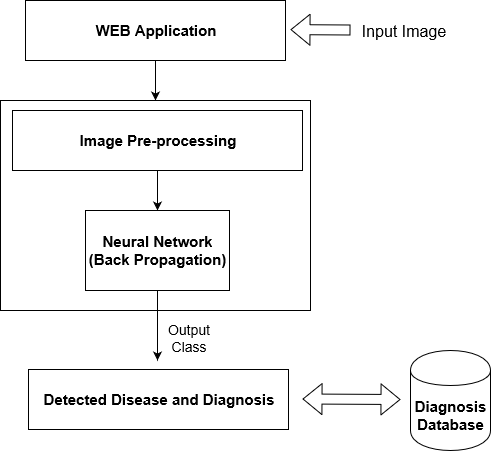 WEB Application
Input Image
Image Pre-processing
Neural Network
(Back Propagation)
Output
Class
Detected Disease and Diagnosis
Diagnosis
Database